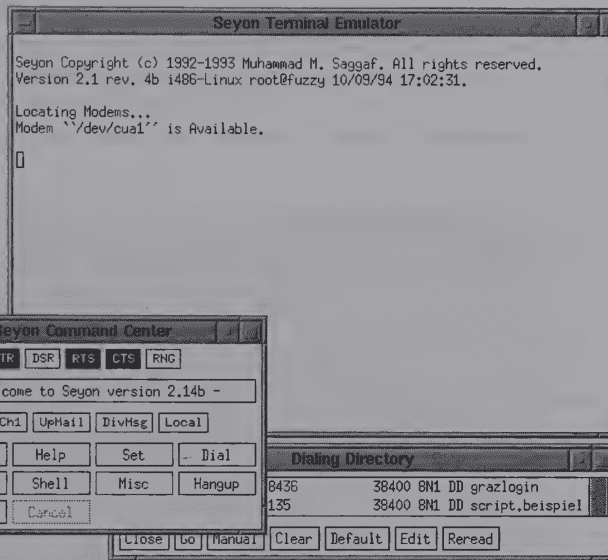 Seyon Terminal Emulator
Seyon Copyright (c) 1992-1993 Muhammad M. Saggaf. All rights reserved.
Version 2.1 rev. 4b i486-Linux root@fuzzy 10/09/94 17:02:31.
Locating Modems...
Modem ``/dev/cua1'' is Available.
Seyon Command Center
TR DSR RTS CTS RNG
come to Seyon version 2.14b -
Ch1 UpMail DivMsg Local
Help Set Dial
Shell Misc Hangup
Cancel
Dialing Directory
8436 38400 8N1 DD grazlogin
135 38400 8N1 DD script.beispiel
Close Go Manual Clear Default Edit Reread